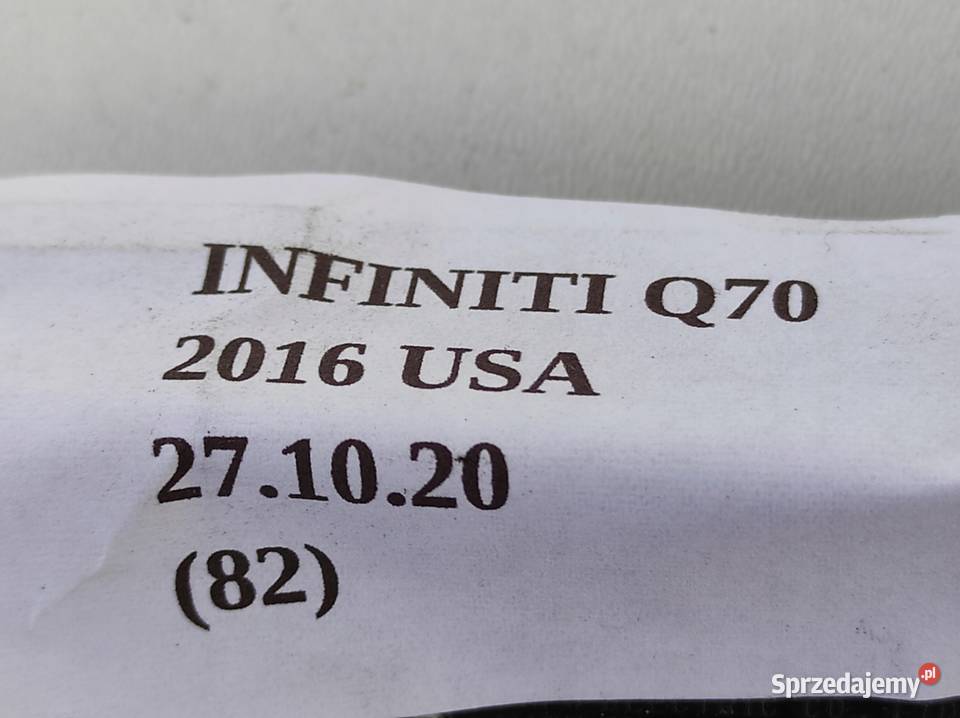 INFINITI Q70
2016 USA
27.10.20
(82)
Sprzedajemy.pl